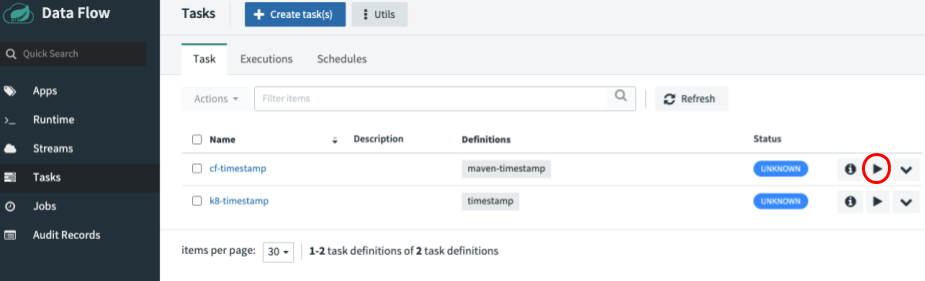 Data Flow
Quick Search
Apps
Runtime
Streams
Tasks
Jobs
Audit Records
Tasks + Create task(s) Utils
Task Executions Schedules
Actions Filter items Refresh
Name Description Definitions Status
cf-timestamp maven-timestamp UNKNOWN
k8-timestamp timestamp UNKNOWN
items per page: 30 1-2 task definitions of 2 task definitions